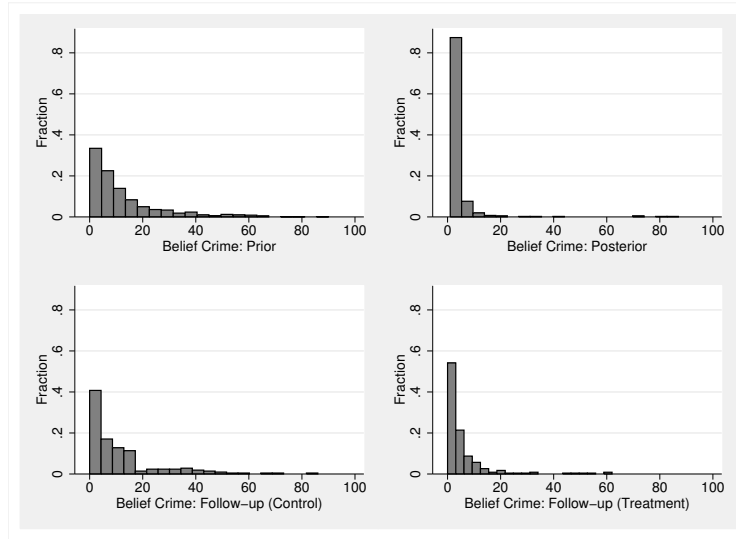 Fraction
0 .2 .4 .6 .8
0 20 40 60 80 100
Belief Crime: Prior
Fraction
0 .2 .4 .6 .8
0 20 40 60 80 100
Belief Crime: Posterior
Fraction
0 .2 .4 .6 .8
0 20 40 60 80 100
Belief Crime: Follow−up (Control)
Fraction
0 .2 .4 .6 .8
0 20 40 60 80 100
Belief Crime: Follow−up (Treatment)